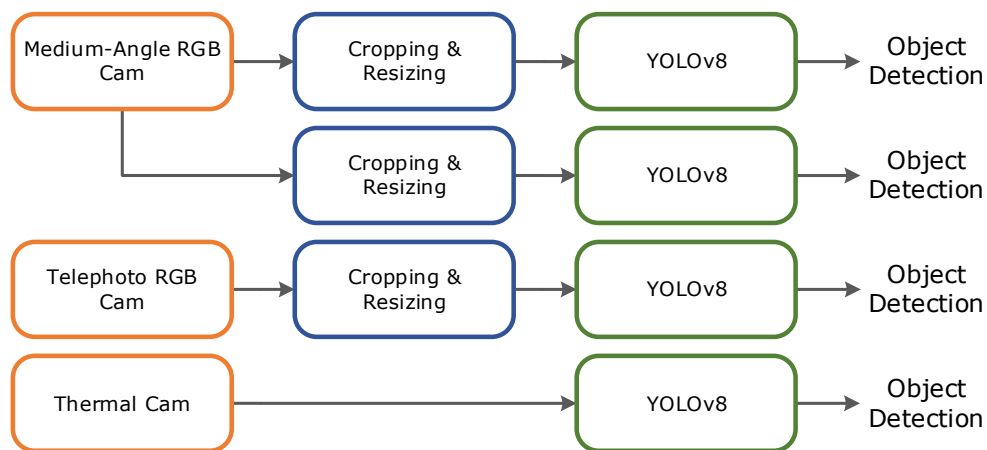 Medium-Angle RGB
Cam
Cropping &
Resizing
YOLOv8
Object
Detection
Cropping &
Resizing
YOLOv8
Object
Detection
Telephoto RGB
Cam
Cropping &
Resizing
YOLOv8
Object
Detection
Thermal Cam
YOLOv8
Object
Detection